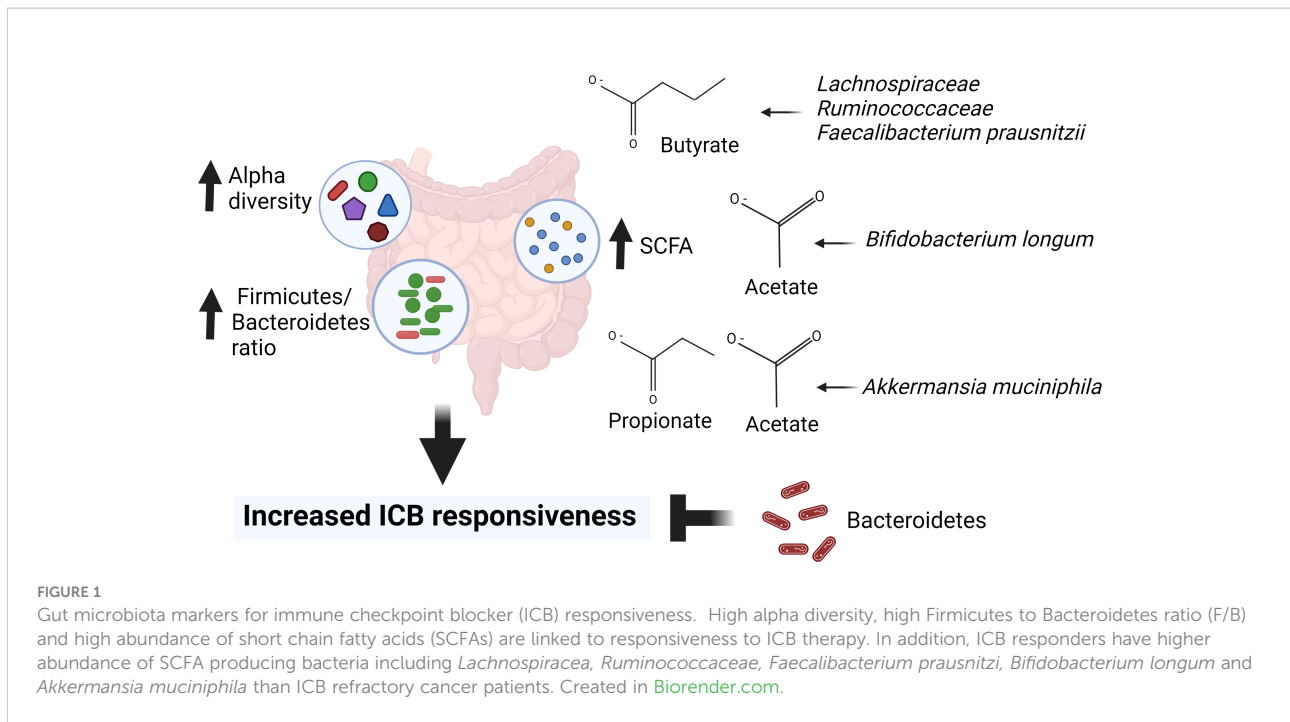 O -
O
Butyrate
Lachnospiraceae
Ruminococcaceae
Faecalibacterium prausnitzii
Alpha
diversity
SCFA
O -
O
Acetate
Bifidobacterium longum
Firmicutes/
Bacteroidetes
ratio
O -
O
Propionate
O -
O
Acetate
Akkermansia muciniphila
Increased ICB responsiveness
Bacteroidetes
FIGURE 1
Gut microbiota markers for immune checkpoint blocker (ICB) responsiveness. High alpha diversity, high Firmicutes to Bacteroidetes ratio (F/B)
and high abundance of short chain fatty acids (SCFAs) are linked to responsiveness to ICB therapy. In addition, ICB responders have higher
abundance of SCFA producing bacteria including Lachnospiracea, Ruminococcaceae, Faecalibacterium prausnitzi, Bifidobacterium longum and
Akkermansia muciniphila than ICB refractory cancer patients. Created in Biorender.com.